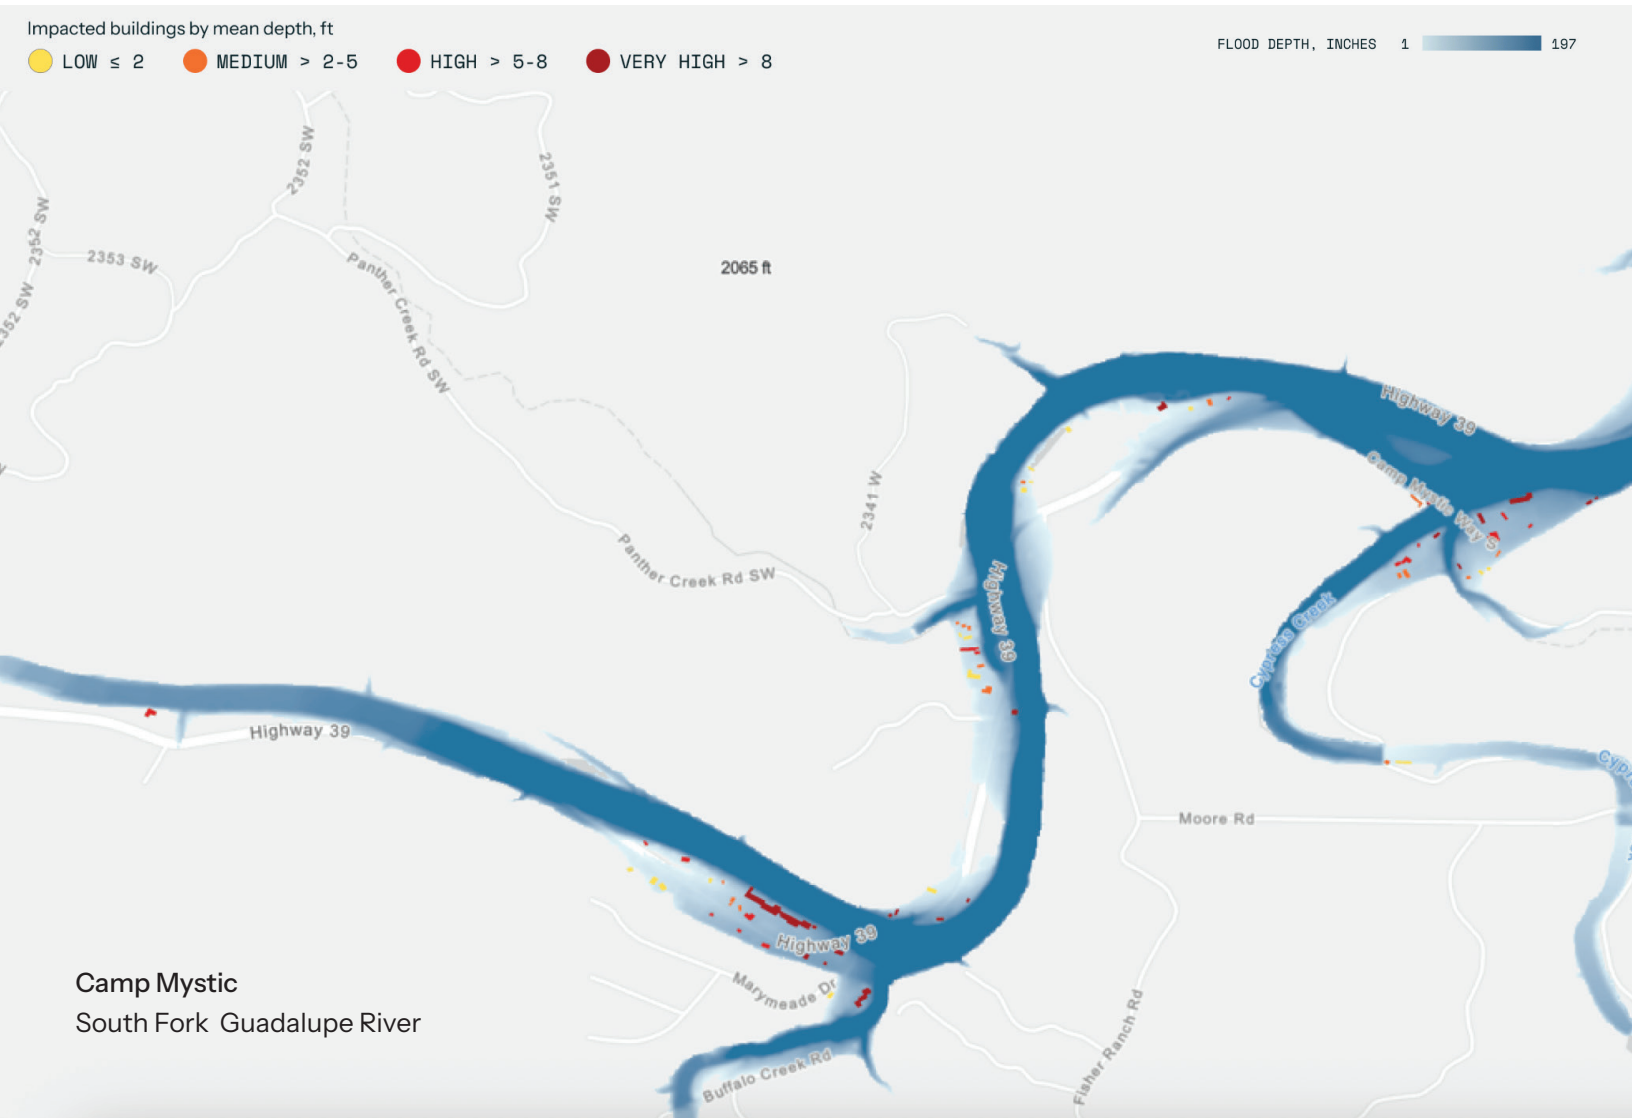 Impacted buildings by mean depth, ft
LOW ≤ 2
MEDIUM > 2-5
HIGH > 5-8
VERY HIGH > 8
FLOOD DEPTH, INCHES 1 197
2352 SW
2351 SW
2352 SW
2353 SW
2352 SW
Panther Creek Rd SW
2065 ft
Highway 39
Camp Mystic Way S
2341 W
Panther Creek Rd SW
Highway 39
Cypress Creek
Highway 39
Moore Rd
Highway 39
Marymeade Dr
Camp Mystic
South Fork Guadalupe River
Fisher Ranch Rd
Buffalo Creek Rd